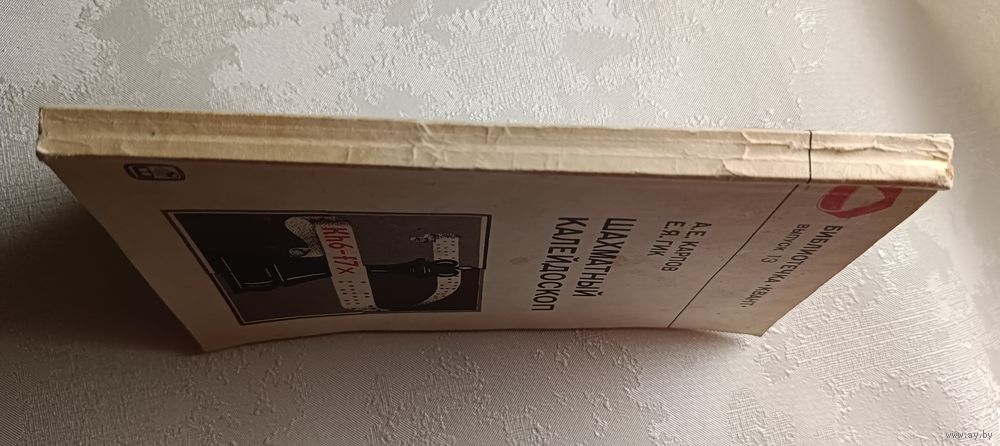 БИБЛИОТЕЧКА «КВАНТ»
выпуск 13
А.Е. КАРПОВ
Е.Я. ГИК
ШАХМАТНЫЙ
КАЛЕЙДОСКОП
Kh6-f7x
www.ay.by